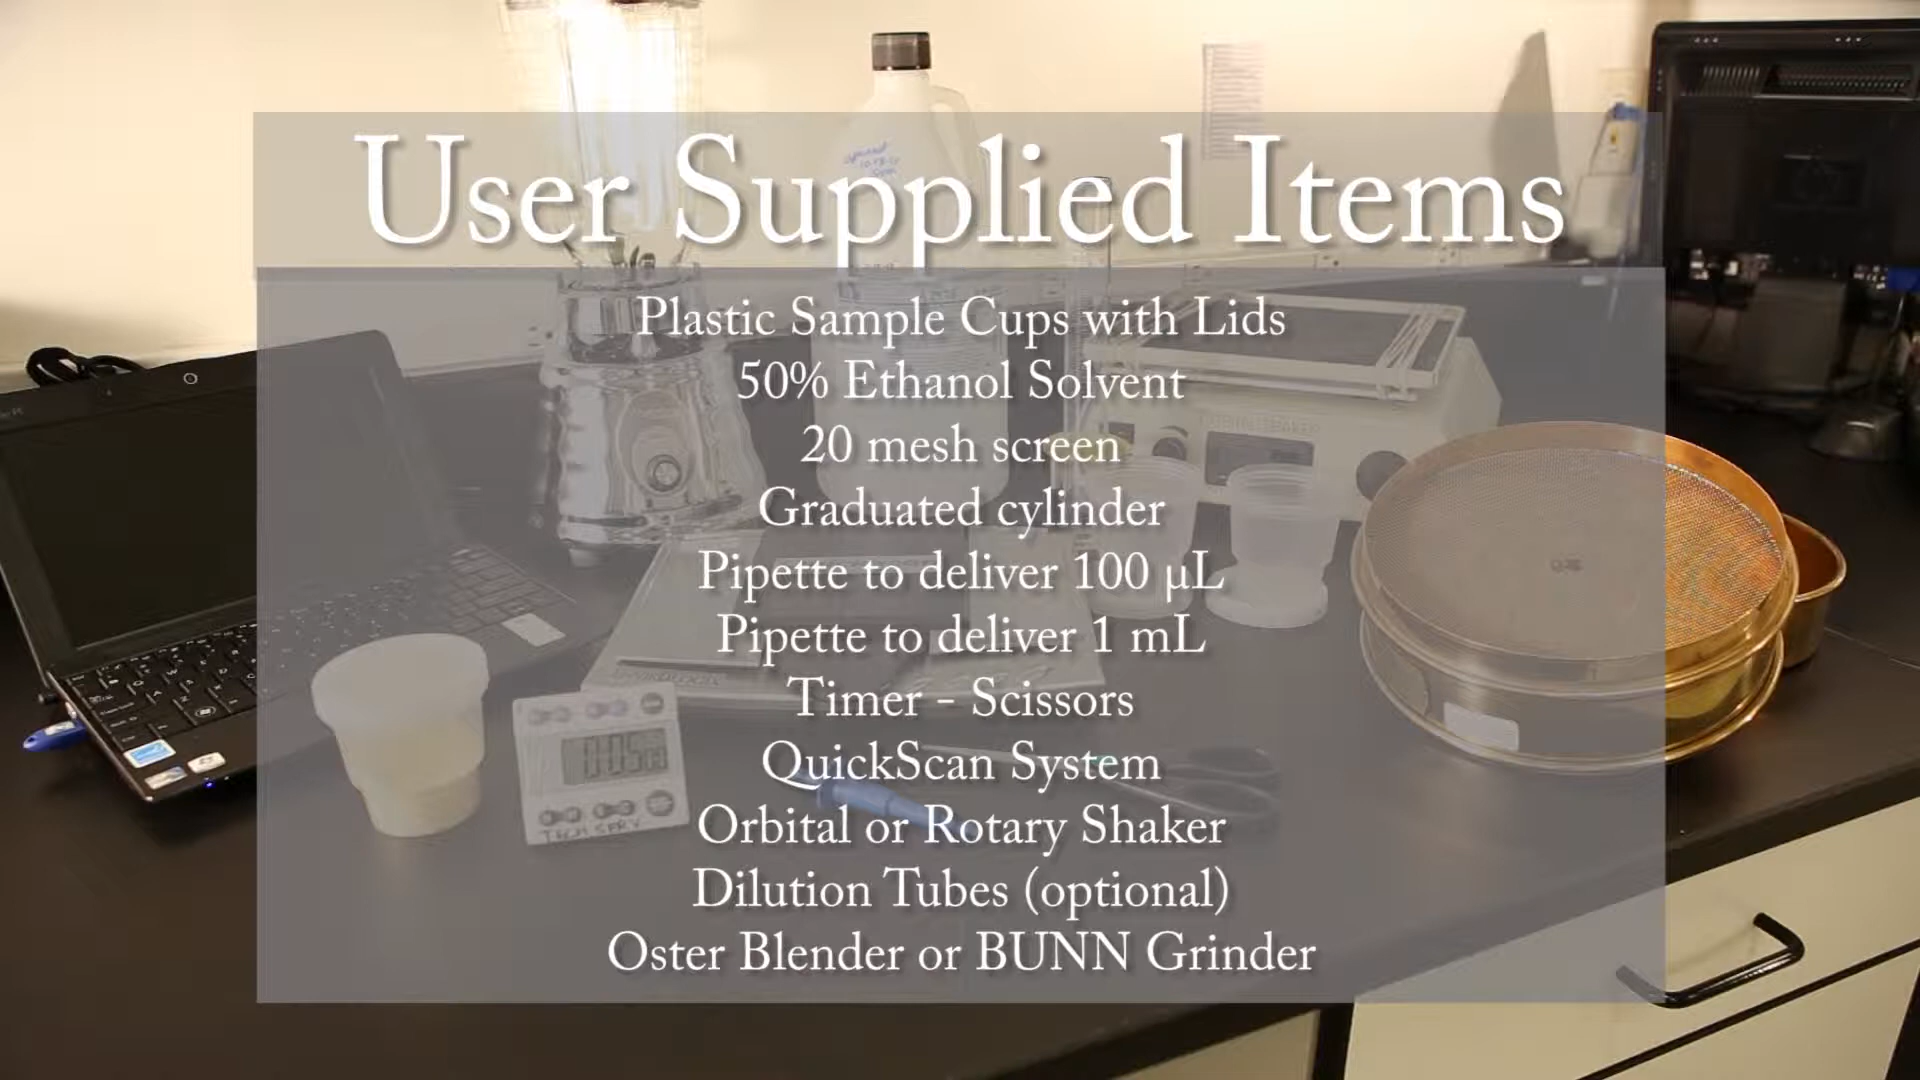 User Supplied Items
Plastic Sample Cups with Lids
50% Ethanol Solvent
20 mesh screen
Graduated cylinder
Pipette to deliver 100 µL
Pipette to deliver 1 mL
Timer - Scissors
QuickScan System
Orbital or Rotary Shaker
Dilution Tubes (optional)
Oster Blender or BUNN Grinder